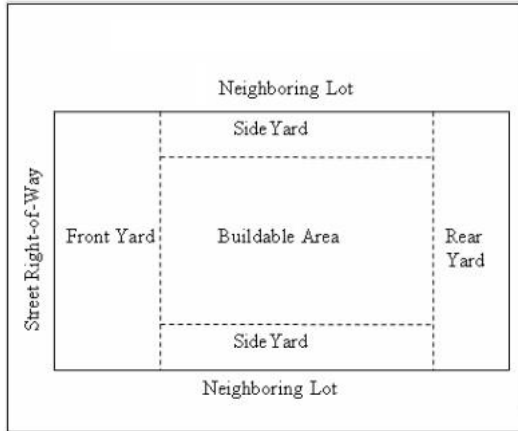 Neighboring Lot
Side Yard
Street Right-of-Way
Front Yard
Buildable Area
Rear
Yard
Side Yard
Neighboring Lot